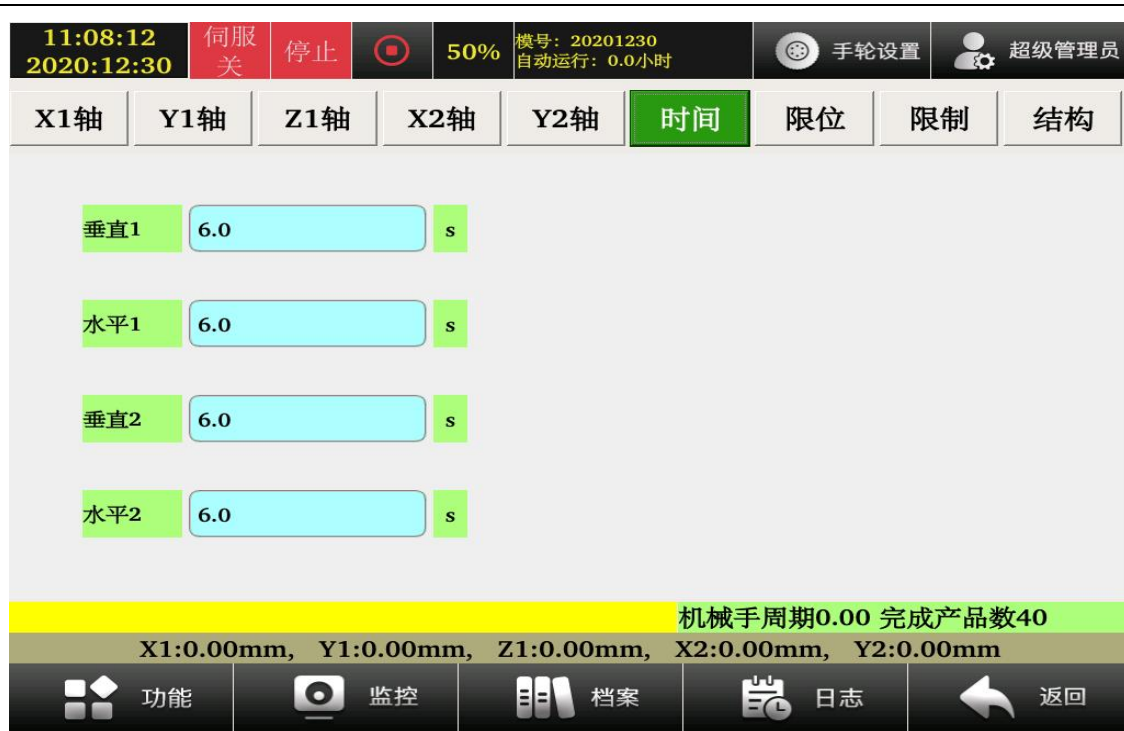 11:08:12
2020:12:30
伺服
关
停止
50%
模号: 20201230
自动运行: 0.0小时
手轮设置
超级管理员
X1轴
Y1轴
Z1轴
X2轴
Y2轴
时间
限位
限制
结构
垂直1 6.0 s
水平1 6.0 s
垂直2 6.0 s
水平2 6.0 s
机械手周期0.00 完成产品数40
X1:0.00mm, Y1:0.00mm, Z1:0.00mm, X2:0.00mm, Y2:0.00mm
功能
监控
档案
日志
返回